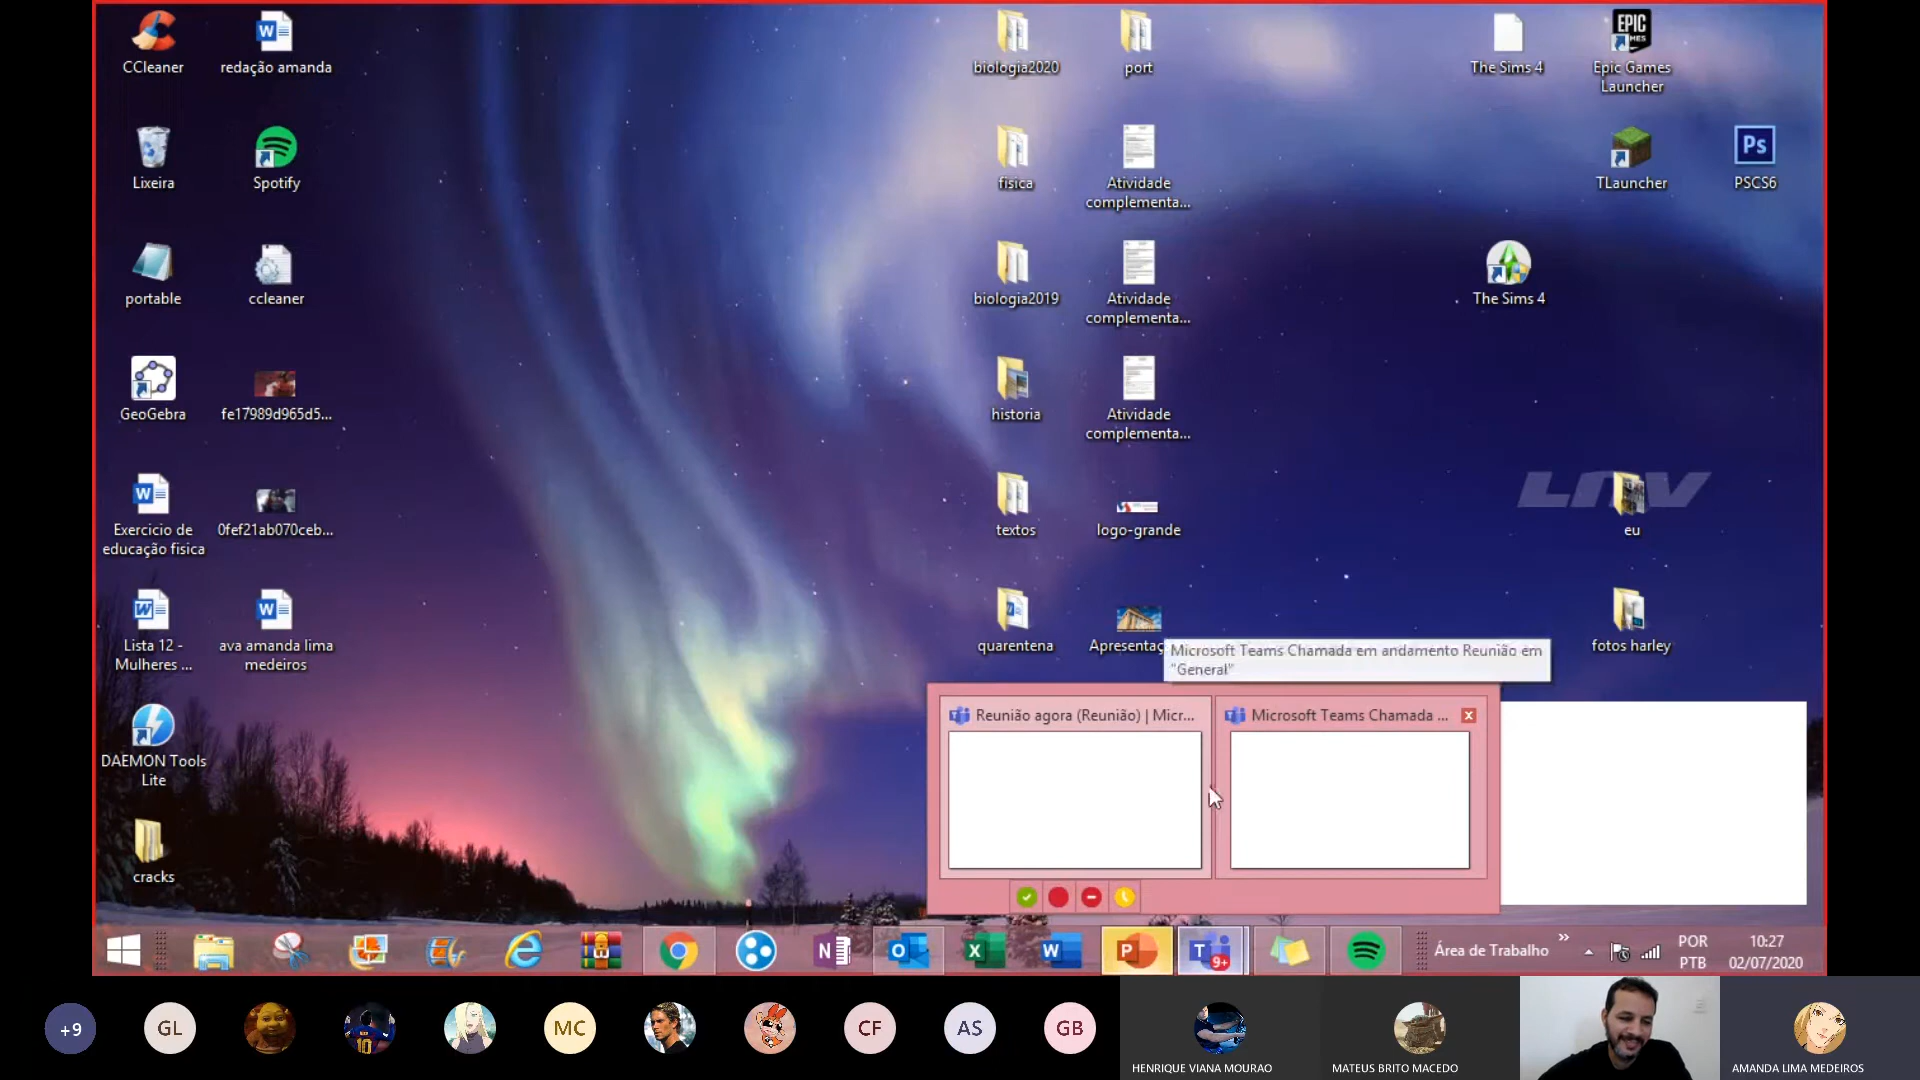 CCleaner
redação amanda
biologia2020
port
The Sims 4
EPIC
GAMES
Epic Games
Launcher
Lixeira
Spotify
fisica
Atividade
complementa...
TLauncher
Ps
PSCS6
portable
ccleaner
biologia2019
Atividade
complementa...
The Sims 4
GeoGebra
fe17989d965d5...
historia
Atividade
complementa...
LNV
Exercicio de
educação fisica
0fef21ab070ceb...
textos
logo-grande
eu
Lista 12 -
Mulheres ...
ava amanda lima
medeiros
quarentena
Apresentaç
fotos harley
Microsoft Teams Chamada em andamento Reunião em
"General"
Reunião agora (Reunião) | Micr...
Microsoft Teams Chamada ...
DAEMON Tools
Lite
cracks
9+
Área de Trabalho
POR
PTB
10:27
02/07/2020
+9
GL
10
MC
CF
AS
GB
HENRIQUE VIANA MOURAO
MATEUS BRITO MACEDO
AMANDA LIMA MEDEIROS